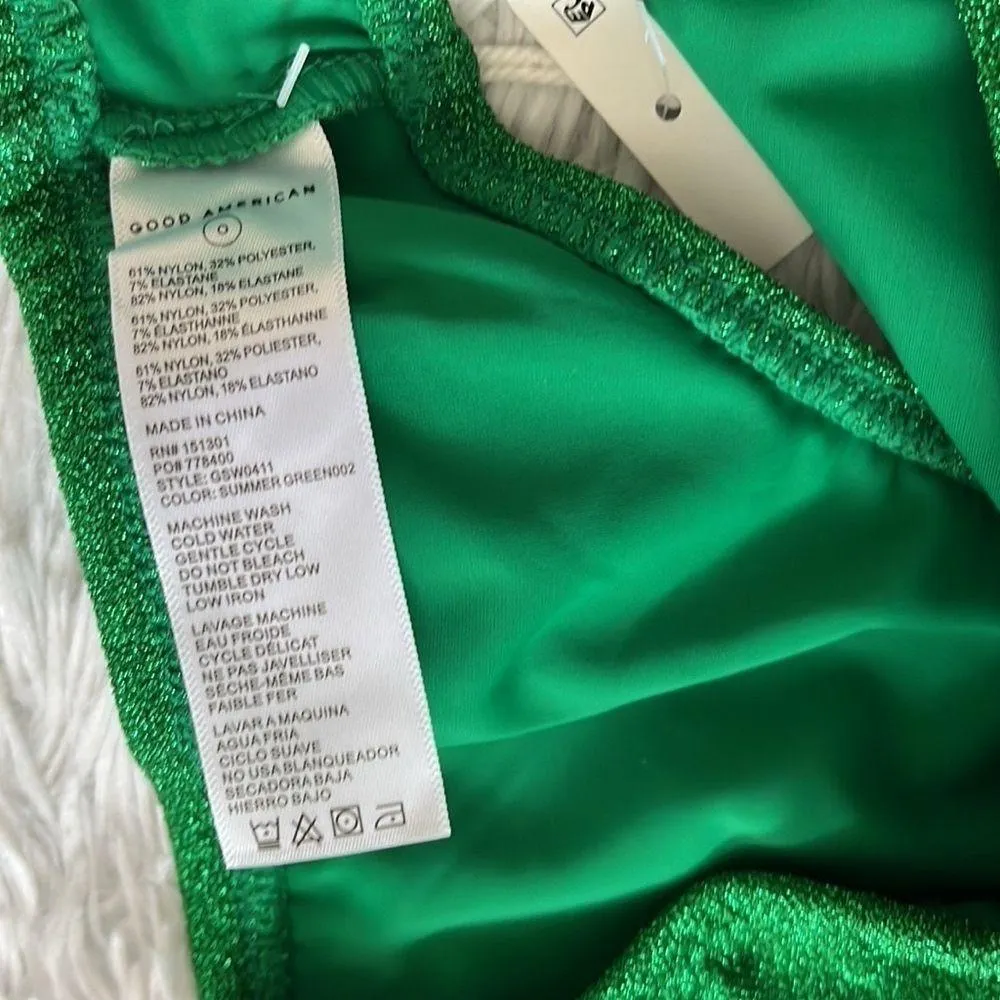 GOOD AMERICAN
0
61% NYLON, 32% POLYESTER,
7% ELASTANE
82% NYLON, 18% ELASTANE
61% NYLON, 32% POLYESTER,
7% ÉLASTHANNE
82% NYLON, 18% ÉLASTHANNE
61% NYLON, 32% POLIESTER,
7% ELASTANO
82% NYLON, 18% ELASTANO
MADE IN CHINA
RN# 151301
PO# 778400
STYLE: GSW0411
COLOR: SUMMER GREEN002
MACHINE WASH
COLD WATER
GENTLE CYCLE
DO NOT BLEACH
TUMBLE DRY LOW
LOW IRON
LAVAGE MACHINE
EAU FROIDE
CYCLE DÉLICAT
NE PAS JAVELLISER
SÈCHE-MÊME BAS
FAIBLE FER
LAVAR A MAQUINA
AGUA FRIA
CICLO SUAVE
NO USA BLANQUEADOR
SECADORA BAJA
HIERRO BAJO